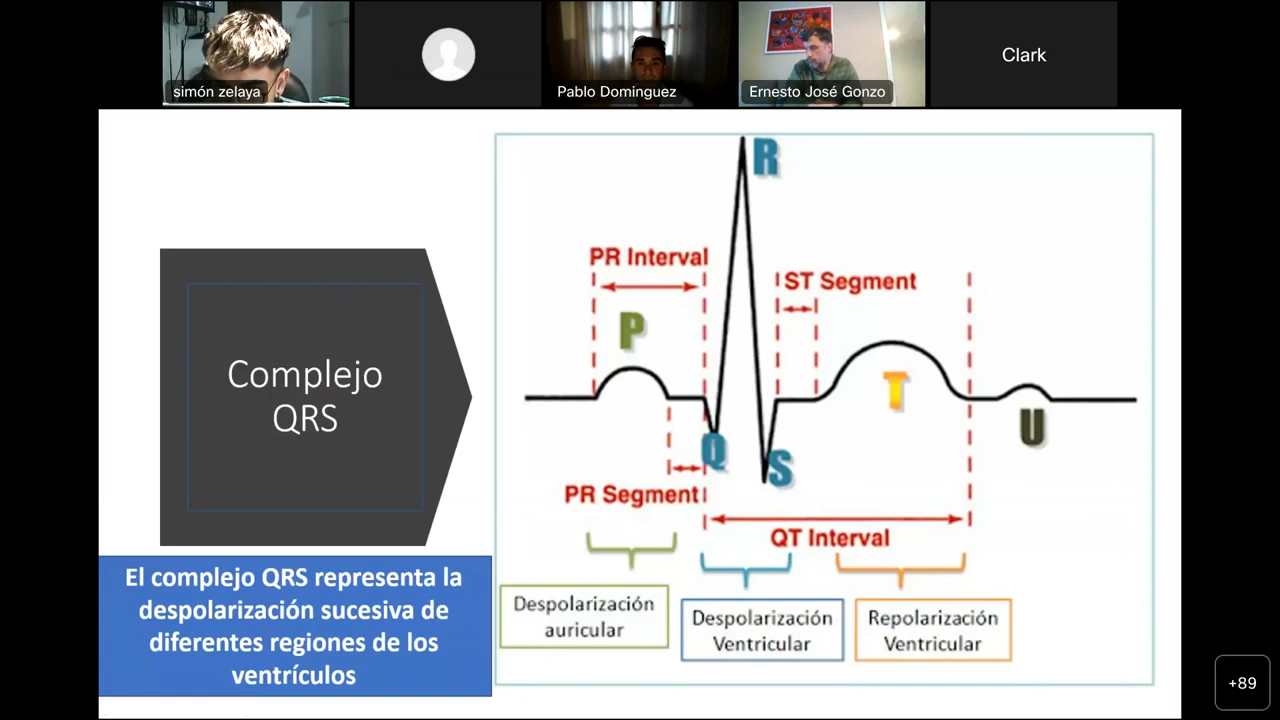 simón zelaya
Pablo Dominguez
Ernesto José Gonzo
Clark
Complejo
QRS
El complejo QRS representa la
despolarización sucesiva de
diferentes regiones de los
ventrículos
R
PR Interval
ST Segment
P
T
U
Q
S
PR Segment
QT Interval
Despolarización
auricular
Despolarización
Ventricular
Repolarización
Ventricular
+89